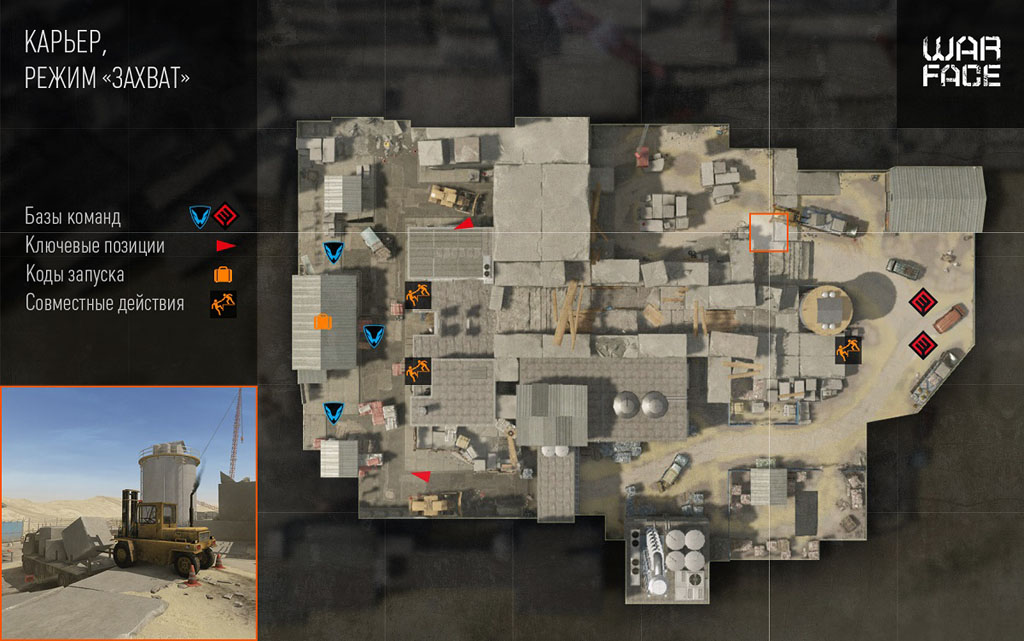 КАРЬЕР,
РЕЖИМ «ЗАХВАТ»
WAR
FACE
Базы команд
Ключевые позиции
Коды запуска
Совместные действия